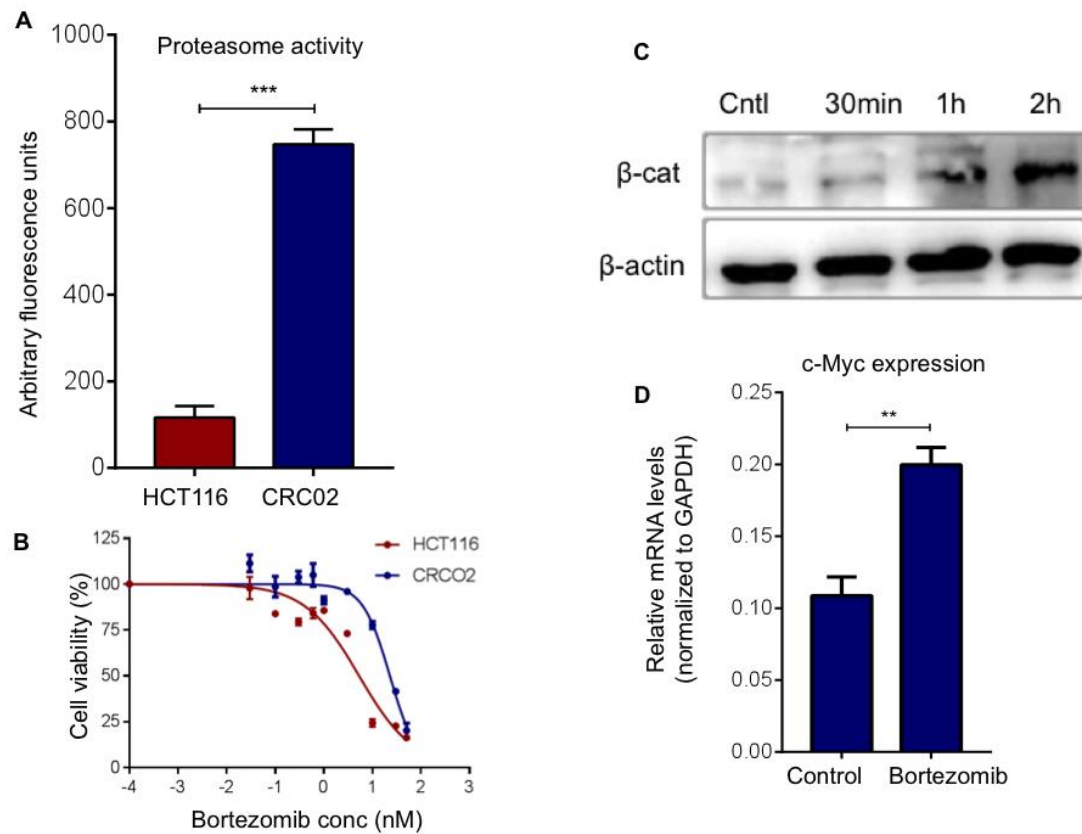 A
Proteasome activity
***
Arbitrary fluorescence units
1000
800
600
400
200
0
HCT116 CRC02
B
HCT116
CRCO2
Cell viability (%)
125
100
75
50
25
0
-4 -3 -2 -1 0 1 2 3
Bortezomib conc (nM)
C
Cntl 30min 1h 2h
β-cat
β-actin
D
c-Myc expression
**
Relative mRNA levels
(normalized to GAPDH)
0.25
0.20
0.15
0.10
0.05
0.00
Control Bortezomib